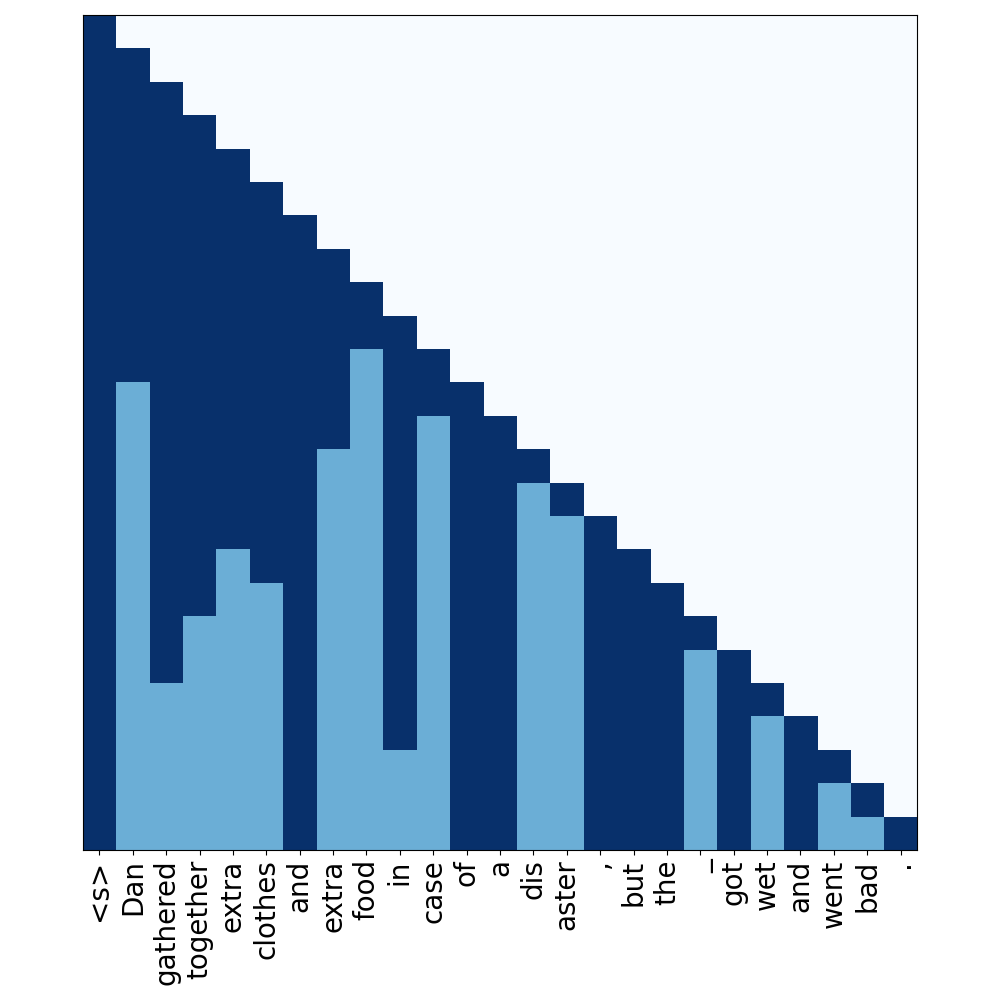 <s> Dan gathered together extra clothes and extra food in case of a dis aster , but the _ got wet and went bad .